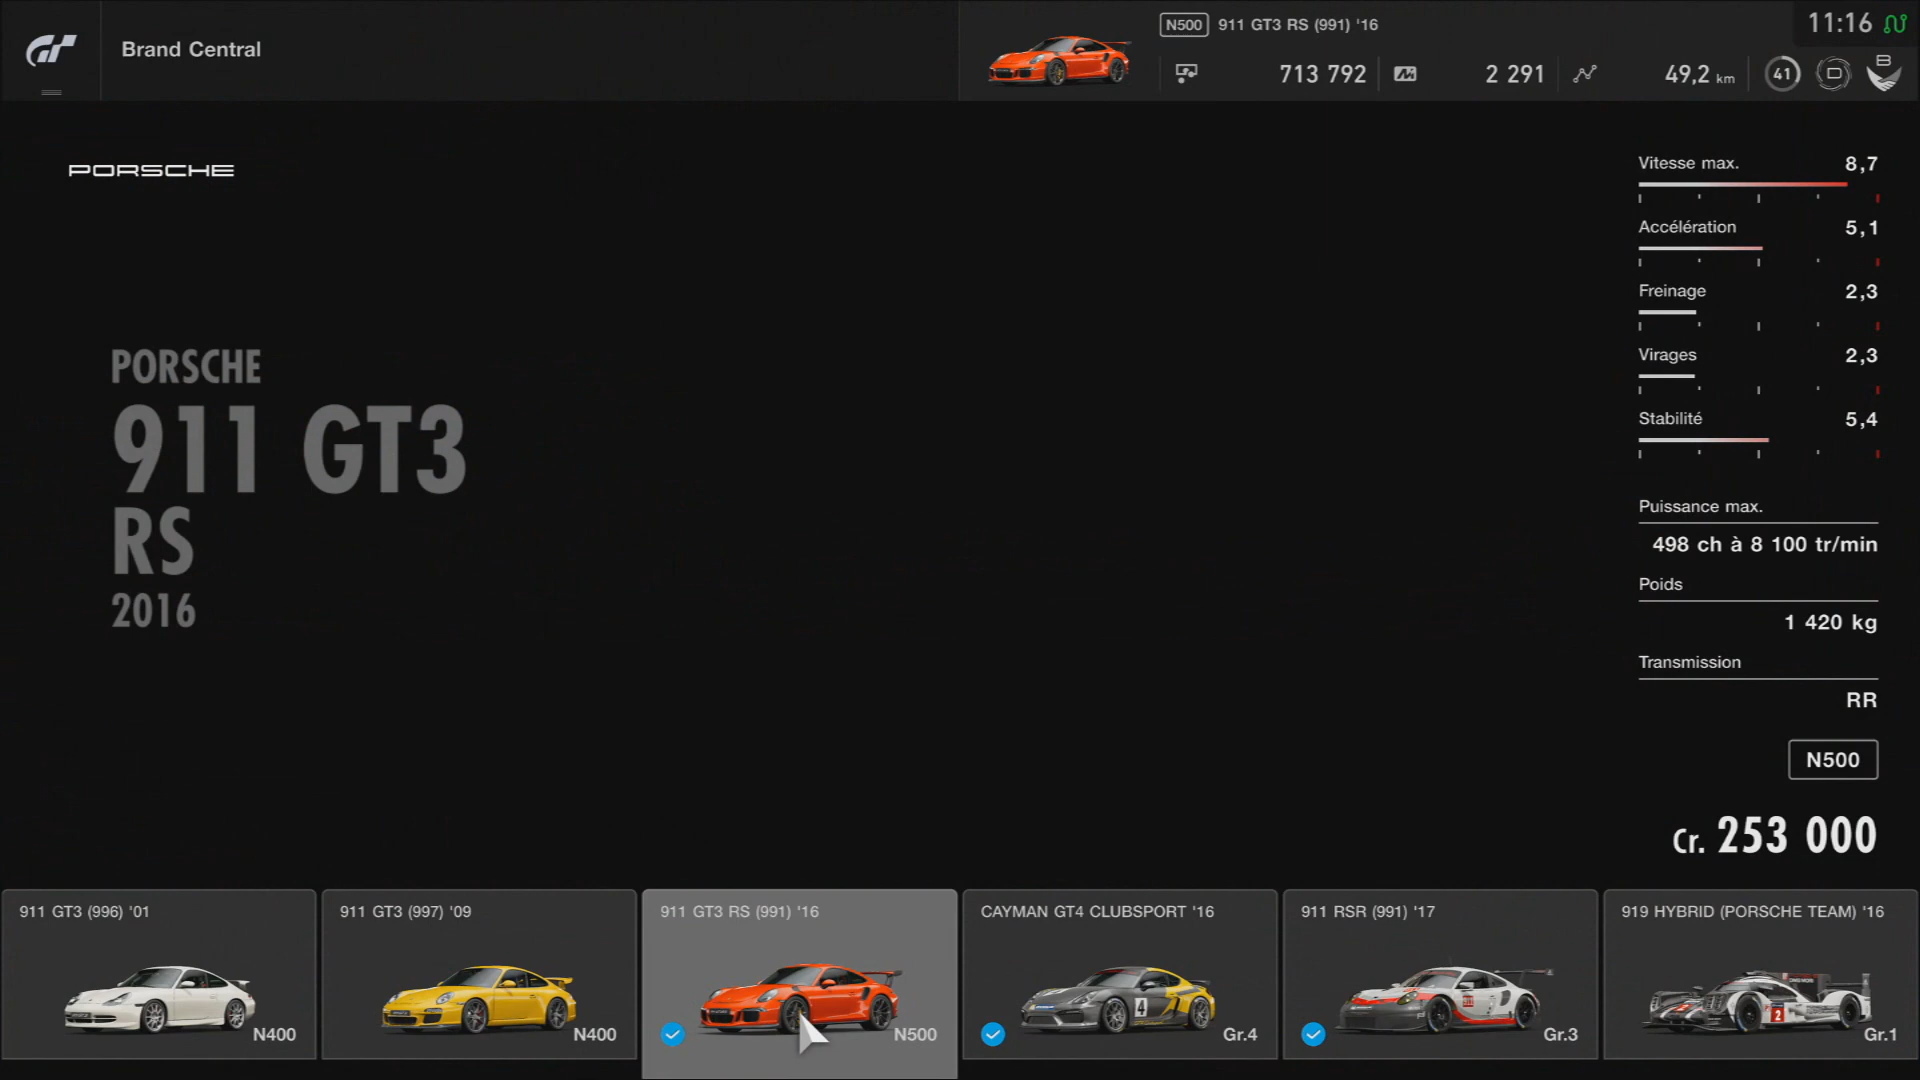 Brand Central
N500 911 GT3 RS (991) '16
713 792
2 291
49,2 km
41
D
B
11:16
PORSCHE
PORSCHE
911 GT3
RS
2016
Vitesse max. 8,7
Accélération 5,1
Freinage 2,3
Virages 2,3
Stabilité 5,4
Puissance max.
498 ch à 8 100 tr/min
Poids
1 420 kg
Transmission
RR
N500
Cr. 253 000
911 GT3 (996) '01
N400
911 GT3 (997) '09
N400
911 GT3 RS (991) '16
N500
CAYMAN GT4 CLUBSPORT '16
4
Gr.4
911 RSR (991) '17
Gr.3
919 HYBRID (PORSCHE TEAM) '16
2
Gr.1